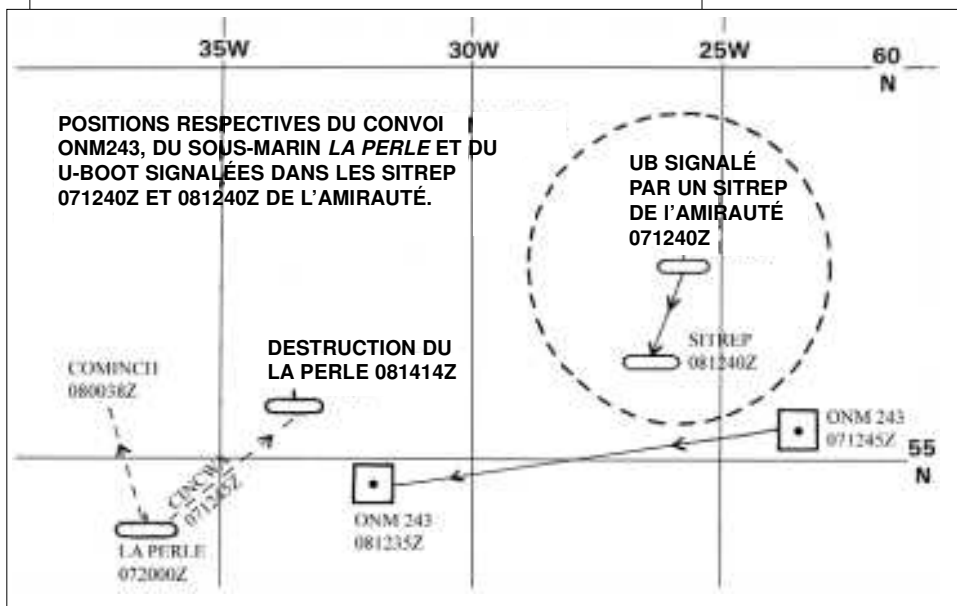 35W
30W
25W
60
N
POSITIONS RESPECTIVES DU CONVOI
ONM243, DU SOUS-MARIN LA PERLE ET DU
U-BOOT SIGNALÉES DANS LES SITREP
071240Z ET 081240Z DE L'AMIRAUTÉ.
UB SIGNALÉ
PAR UN SITREP
DE l'AMIRAUTÉ
071240Z
SITREP
081240Z
DESTRUCTION DU
LA PERLE 081414Z
COMINCH
080038Z
ONM 243
071245Z
55
N
CINCWA
071245Z
ONM 243
081235Z
LA PERLE
072000Z